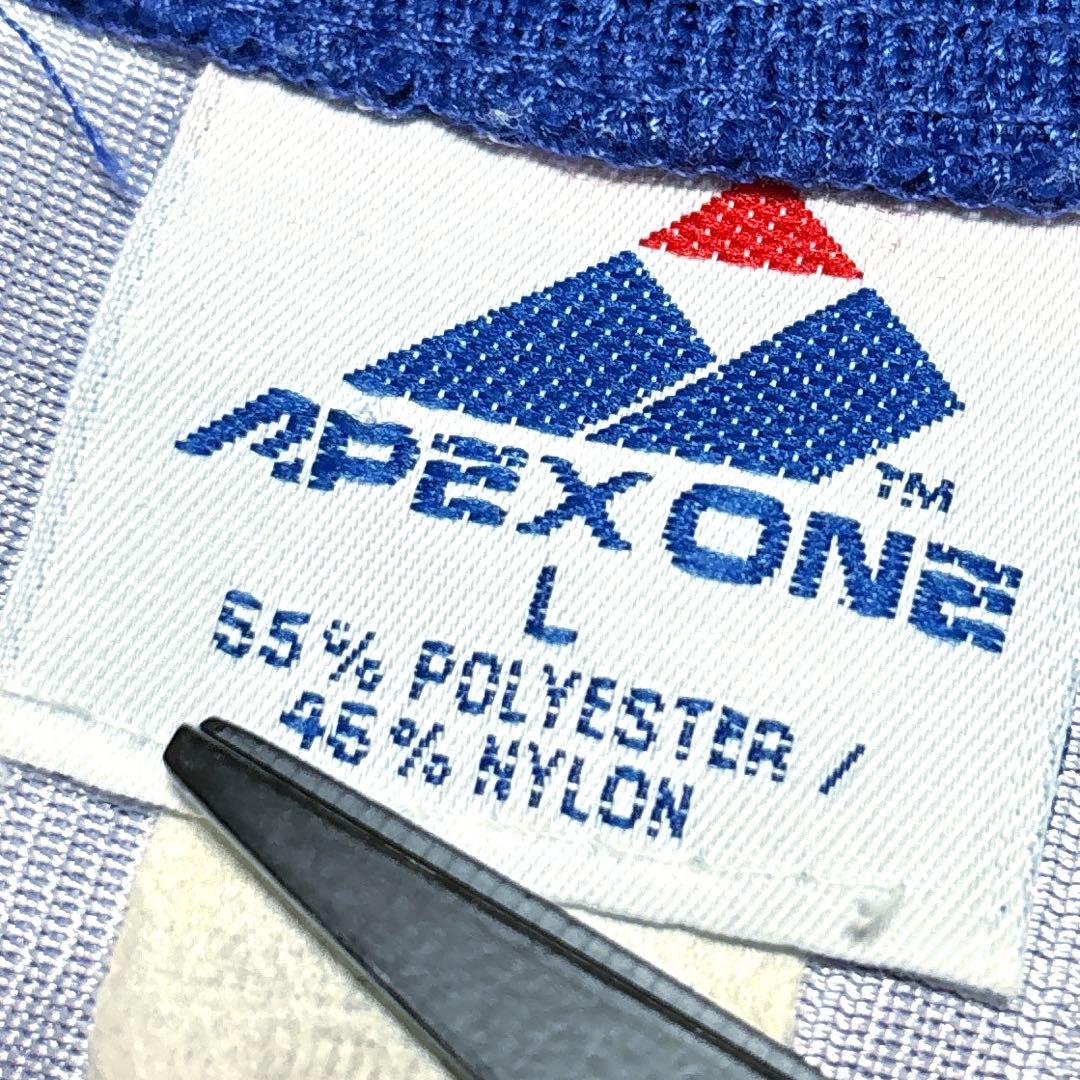 APEX ONE™
L
55% POLYESTER /
45% NYLON